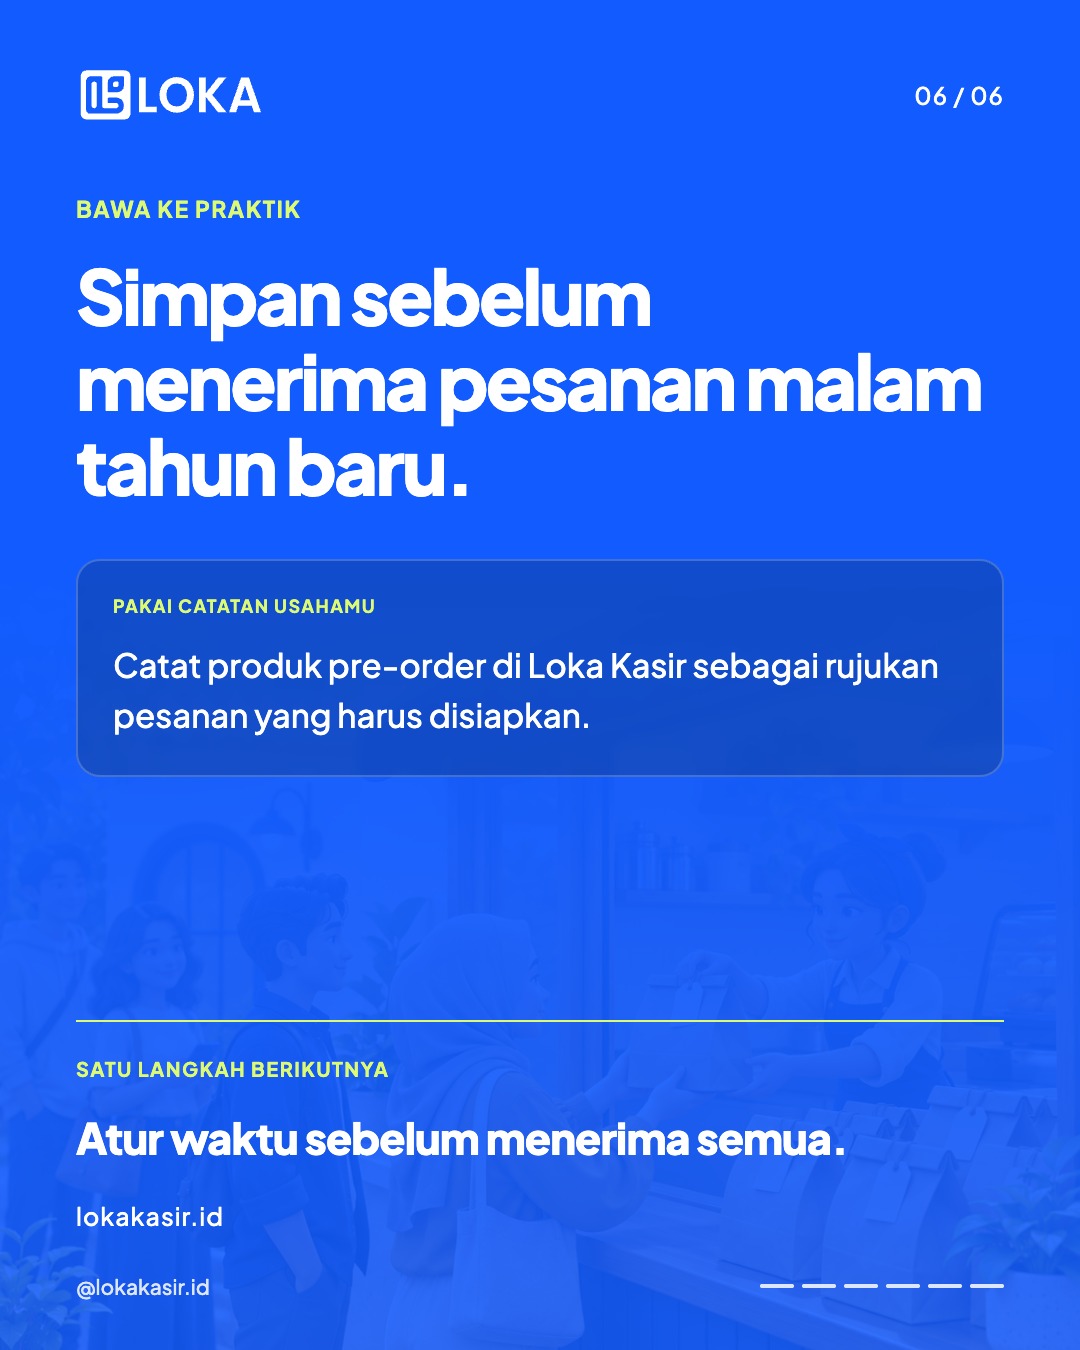 LOKA
06 / 06
BAWA KE PRAKTIK
Simpan sebelum
menerima pesanan malam
tahun baru.
PAKAI CATATAN USAHAMU
Catat produk pre-order di Loka Kasir sebagai rujukan
pesanan yang harus disiapkan.
SATU LANGKAH BERIKUTNYA
Atur waktu sebelum menerima semua.
lokakasir.id
@lokakasir.id